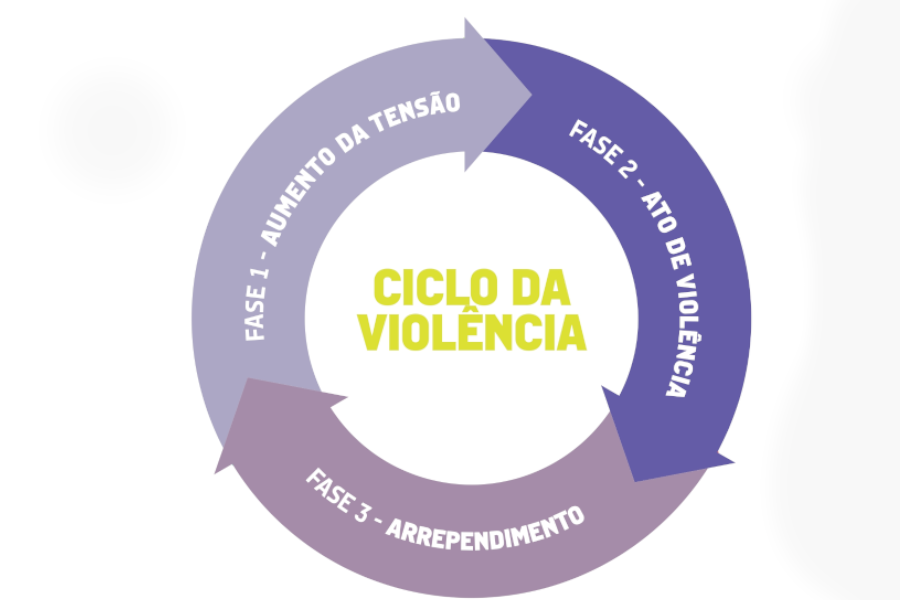 CICLO DA
VIOLÊNCIA
FASE 1 - AUMENTO DA TENSÃO
FASE 2 - ATO DE VIOLÊNCIA
FASE 3 - ARREPENDIMENTO